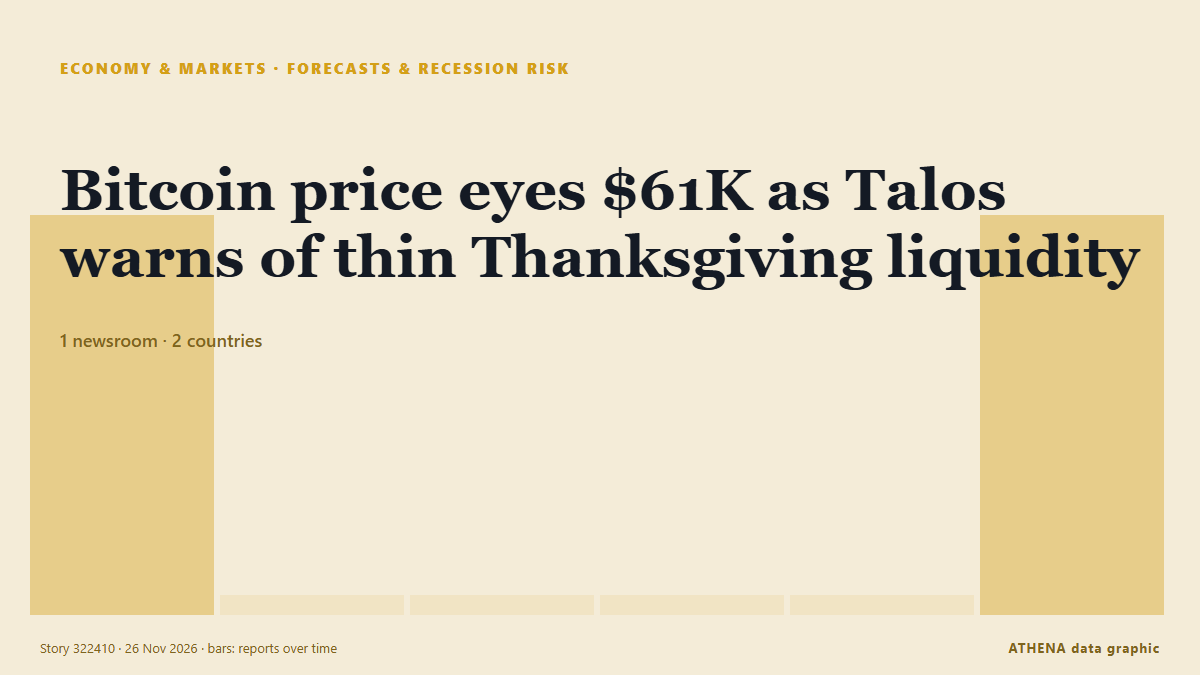 ECONOMY & MARKETS · FORECASTS & RECESSION RISK
Bitcoin price eyes $61K as Talos
warns of thin Thanksgiving liquidity
1 newsroom · 2 countries
Story 322410 · 26 Nov 2026 · bars: reports over time
ATHENA data graphic